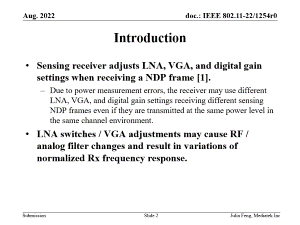 Aug. 2022
doc.: IEEE 802.11-22/1254r0
Introduction
• Sensing receiver adjusts LNA, VGA, and digital gain
settings when receiving a NDP frame [1].
– Due to power measurement errors, the receiver may use different
LNA, VGA, and digital gain settings receiving different sensing
NDP frames even if they are transmitted at the same power level in
the same channel environment.
• LNA switches / VGA adjustments may cause RF /
analog filter changes and result in variations of
normalized Rx frequency response.
Submission
Slide 2
Julia Feng, Mediatek Inc